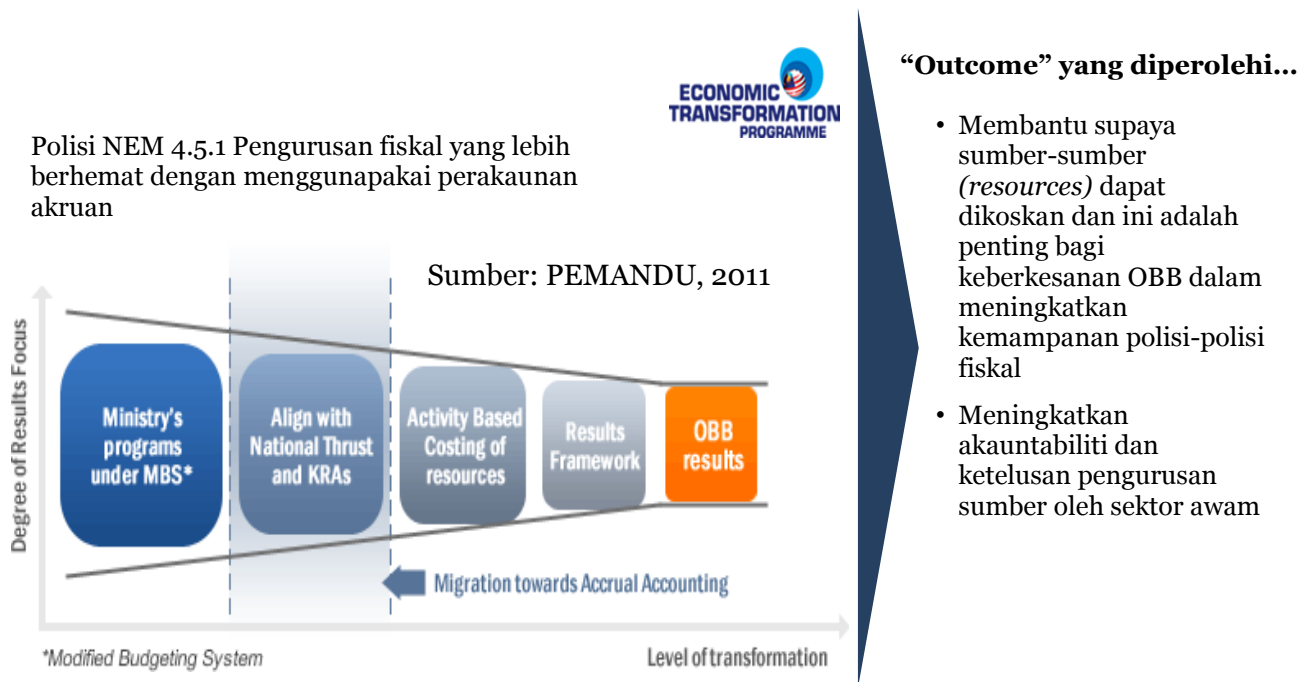 ECONOMIC
TRANSFORMATION
PROGRAMME
Polisi NEM 4.5.1 Pengurusan fiskal yang lebih
berhemat dengan menggunapakai perakaunan
akruan
Sumber: PEMANDU, 2011
Degree of Results Focus
Ministry's
programs
under MBS*
Align with
National Thrust
and KRAs
Activity Based
Costing of
resources
Results
Framework
OBB
results
Migration towards Accrual Accounting
*Modified Budgeting System
Level of transformation
“Outcome” yang diperolehi...
• Membantu supaya
sumber-sumber
(resources) dapat
dikoskan dan ini adalah
penting bagi
keberkesanan OBB dalam
meningkatkan
kemampanan polisi-polisi
fiskal
• Meningkatkan
akauntabiliti dan
ketelusan pengurusan
sumber oleh sektor awam